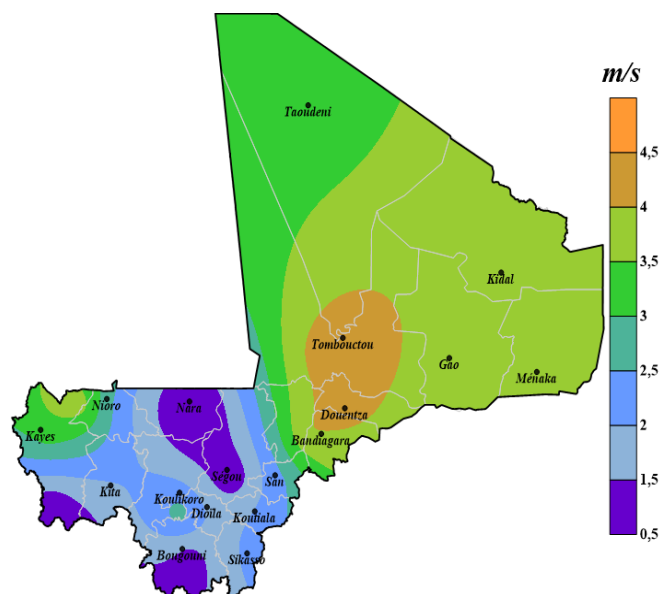 m/s
Taoudeni
4,5
4
3,5
3
2,5
2
1,5
0,5
Kidal
Tombouctou
Gao
Ménaka
Douentza
Bandiagara
Nioro
Nara
Kayes
Ségou
San
Kita
Koulikoro
Dioïla
Koutiala
Bougouni
Sikasso